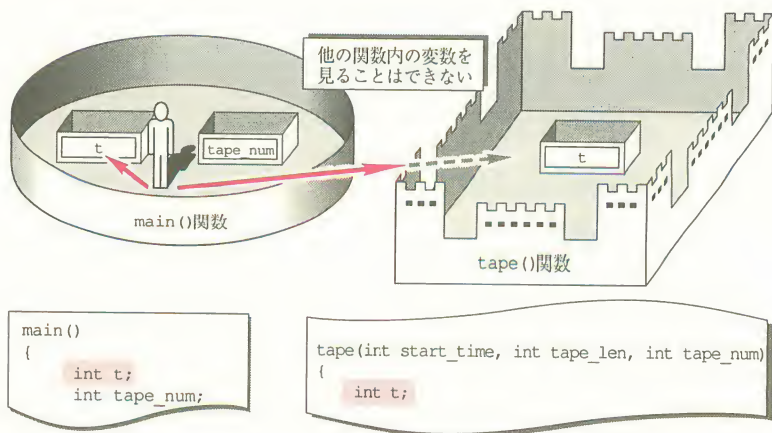 他の関数内の変数を
見ることはできない
t
tape_num
t
main()関数
tape()関数
main()
{
int t;
int tape_num;
tape(int start_time, int tape_len, int tape_num)
{
int t;